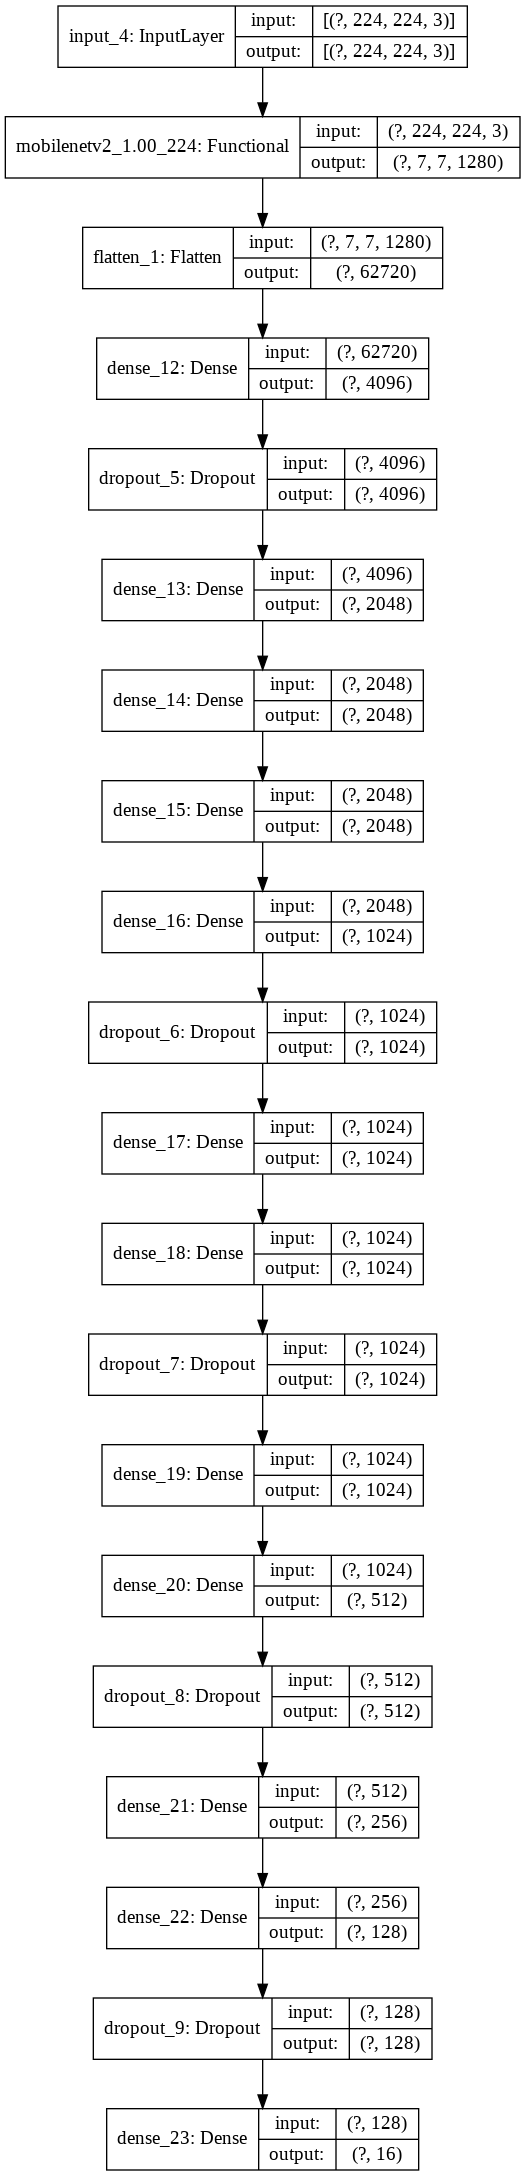 input_4: InputLayer
input: [(?, 224, 224, 3)]
output: [(?, 224, 224, 3)]
mobilenetv2_1.00_224: Functional
input: (?, 224, 224, 3)
output: (?, 7, 7, 1280)
flatten_1: Flatten
input: (?, 7, 7, 1280)
output: (?, 62720)
dense_12: Dense
input: (?, 62720)
output: (?, 4096)
dropout_5: Dropout
input: (?, 4096)
output: (?, 4096)
dense_13: Dense
input: (?, 4096)
output: (?, 2048)
dense_14: Dense
input: (?, 2048)
output: (?, 2048)
dense_15: Dense
input: (?, 2048)
output: (?, 2048)
dense_16: Dense
input: (?, 2048)
output: (?, 1024)
dropout_6: Dropout
input: (?, 1024)
output: (?, 1024)
dense_17: Dense
input: (?, 1024)
output: (?, 1024)
dense_18: Dense
input: (?, 1024)
output: (?, 1024)
dropout_7: Dropout
input: (?, 1024)
output: (?, 1024)
dense_19: Dense
input: (?, 1024)
output: (?, 1024)
dense_20: Dense
input: (?, 1024)
output: (?, 512)
dropout_8: Dropout
input: (?, 512)
output: (?, 512)
dense_21: Dense
input: (?, 512)
output: (?, 256)
dense_22: Dense
input: (?, 256)
output: (?, 128)
dropout_9: Dropout
input: (?, 128)
output: (?, 128)
dense_23: Dense
input: (?, 128)
output: (?, 16)